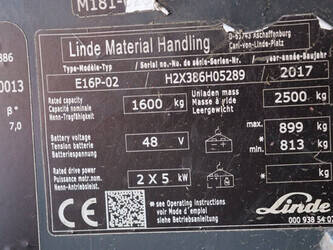 M181-
D-63743 Aschaffenburg
Linde Material Handling
Carl-von-Linde-Platz
Modèle-Type / Serial no./No. de série/Serien-Nr. / year-année-Baujahr
E16P-02 H2X386H05289 2017
386
0013
β°
7,0
Rated capacity
Capacité nominale
Nenn-Tragfähigkeit
1600 kg
Unladen mass
Masse à vide
Leergewicht
2500 kg
Battery voltage
Tension batterie
Batteriespannung
48 V
max 899 kg
* min 813 kg
Rated drive power
Puissance motr.nom.
Nenn-Antriebsleistung
2 X 5 kW
* kg
* see Operating instructions
voir Mode d'emploi
siehe Betriebsanleitung
CE
Linde
000 938 54 02